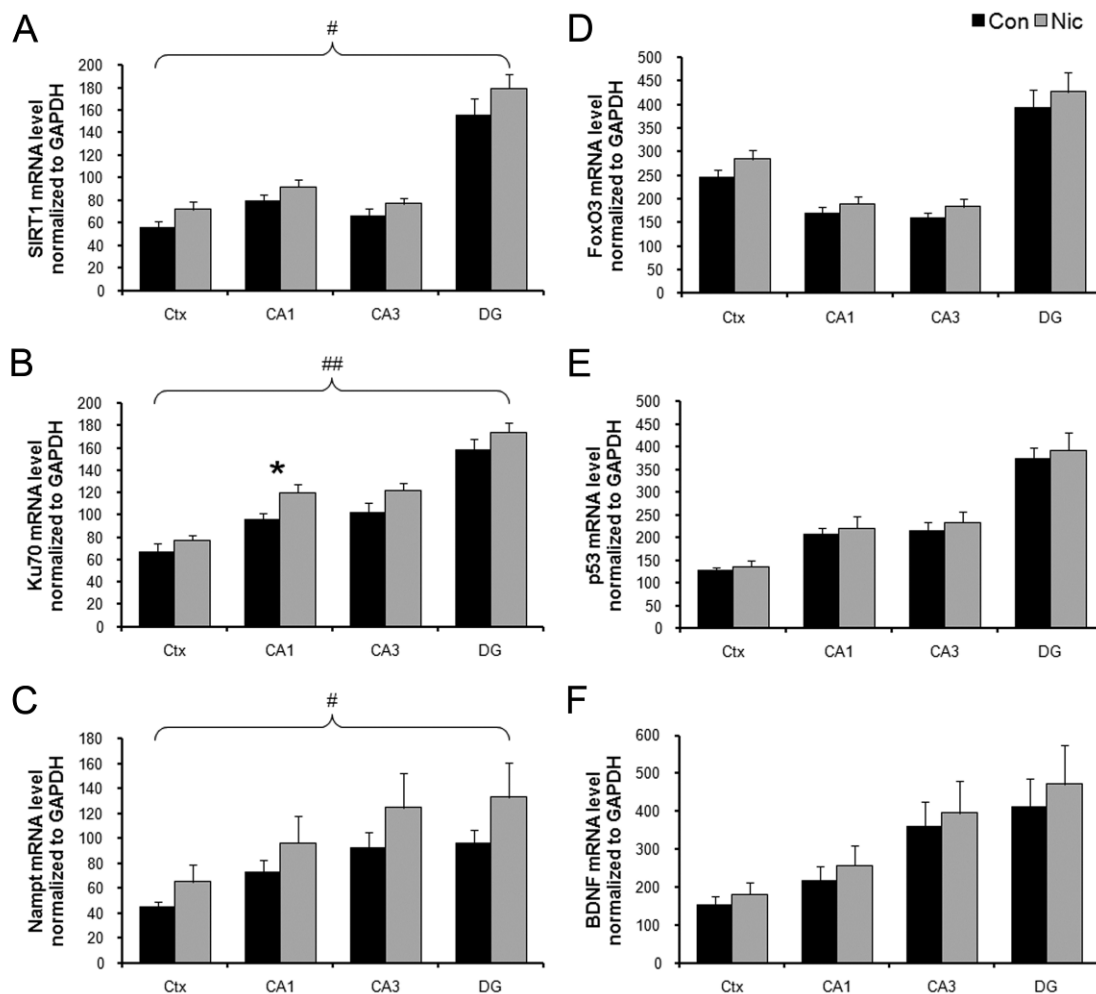 A
#
SIRT1 mRNA level
normalized to GAPDH
200
180
160
140
120
100
80
60
40
20
0
Ctx CA1 CA3 DG
Con Nic
D
FoxO3 mRNA level
normalized to GAPDH
500
450
400
350
300
250
200
150
100
50
0
Ctx CA1 CA3 DG
B
##
*
Ku70 mRNA level
normalized to GAPDH
200
180
160
140
120
100
80
60
40
20
0
Ctx CA1 CA3 DG
E
p53 mRNA level
normalized to GAPDH
500
450
400
350
300
250
200
150
100
50
0
Ctx CA1 CA3 DG
C
#
Nampt mRNA level
normalized to GAPDH
180
160
140
120
100
80
60
40
20
0
Ctx CA1 CA3 DG
F
BDNF mRNA level
normalized to GAPDH
600
500
400
300
200
100
0
Ctx CA1 CA3 DG